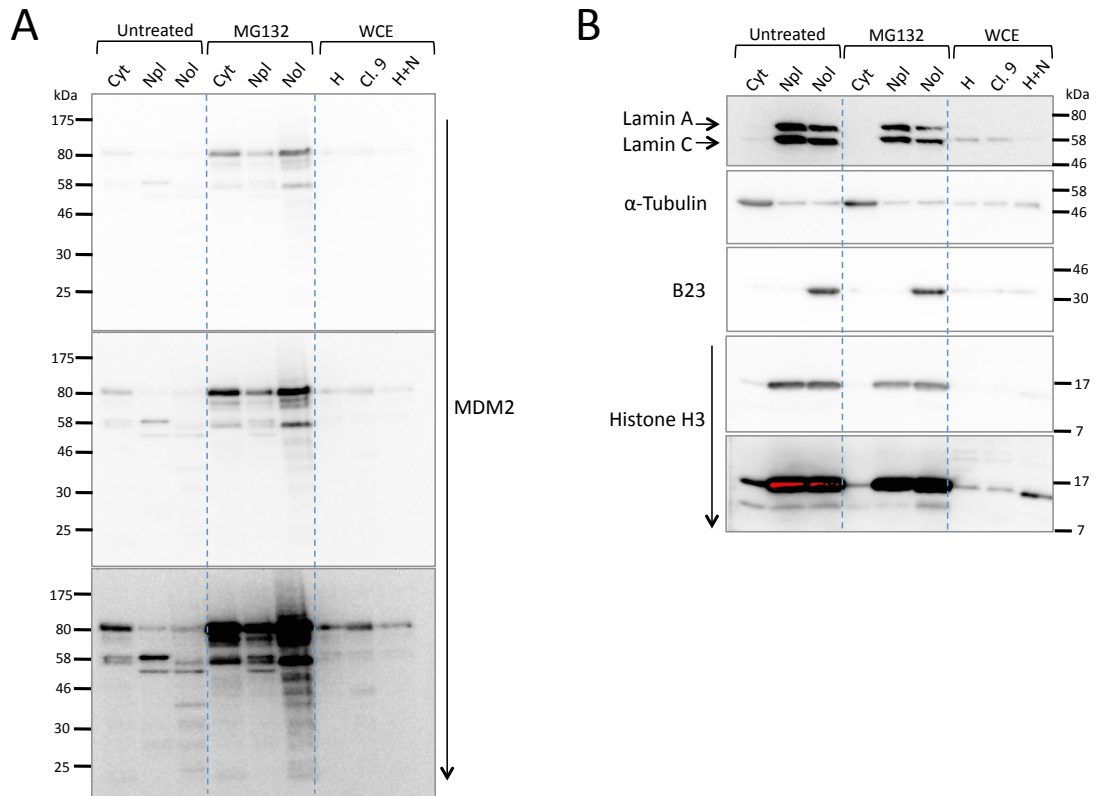 A
Untreated MG132 WCE
Cyt Npl Nol Cyt Npl Nol H Cl. 9 H+N
kDa
175
80
58
46
30
25
175
80
58
46
30
25
175
80
58
46
30
25
MDM2
B
Untreated MG132 WCE
Cyt Npl Nol Cyt Npl Nol H Cl. 9 H+N
kDa
Lamin A
Lamin C
80
58
46
α-Tubulin
58
46
B23
46
30
Histone H3
17
7
17
7